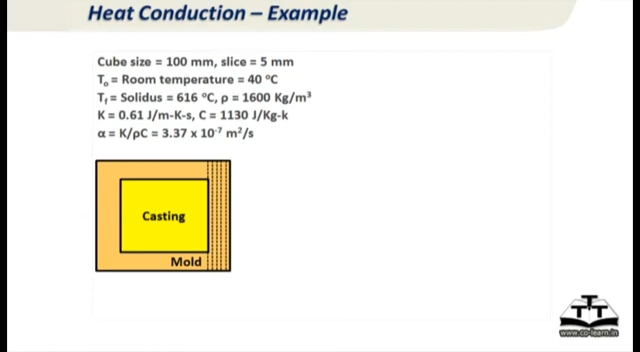 Heat Conduction – Example
Cube size = 100 mm, slice = 5 mm
Tₒ = Room temperature = 40 °C
Tf = Solidus = 616 °C, ρ = 1600 Kg/m³
K = 0.61 J/m-K-s, C = 1130 J/Kg-k
α = K/ρC = 3.37 x 10⁻⁷ m²/s
Casting
Mold
TTT
www.co-learn.in